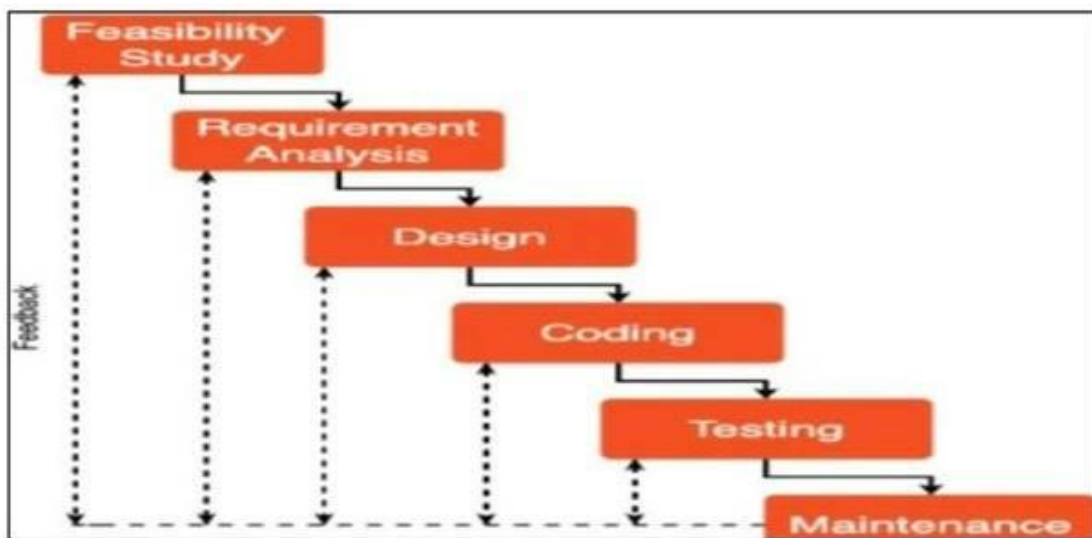 Feasibility
Study
Requirement
Analysis
Design
Coding
Testing
Maintenance
Feedback